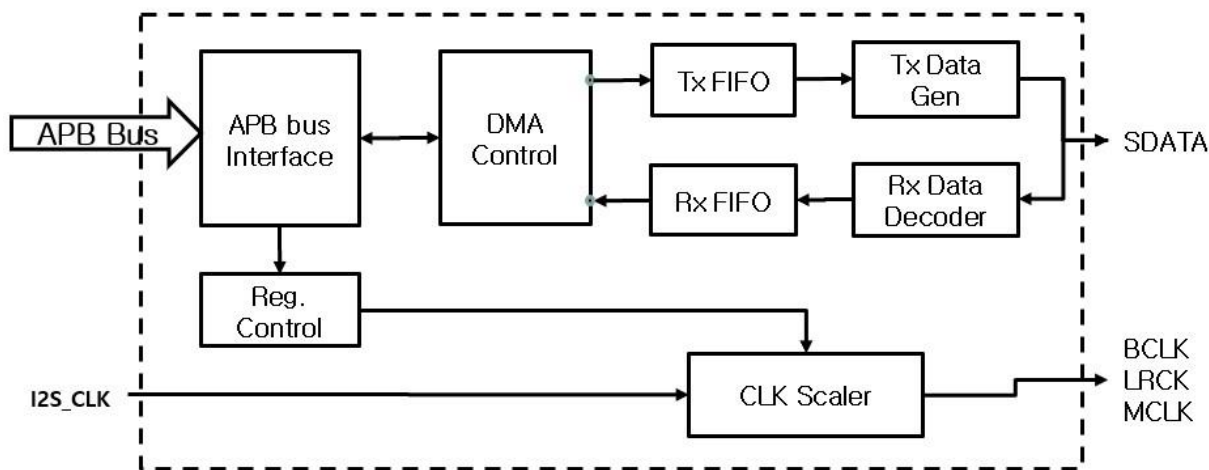 APB Bus
APB bus
Interface
DMA
Control
Tx FIFO
Tx Data
Gen
SDATA
Rx FIFO
Rx Data
Decoder
Reg.
Control
I2S_CLK
CLK Scaler
BCLK
LRCK
MCLK